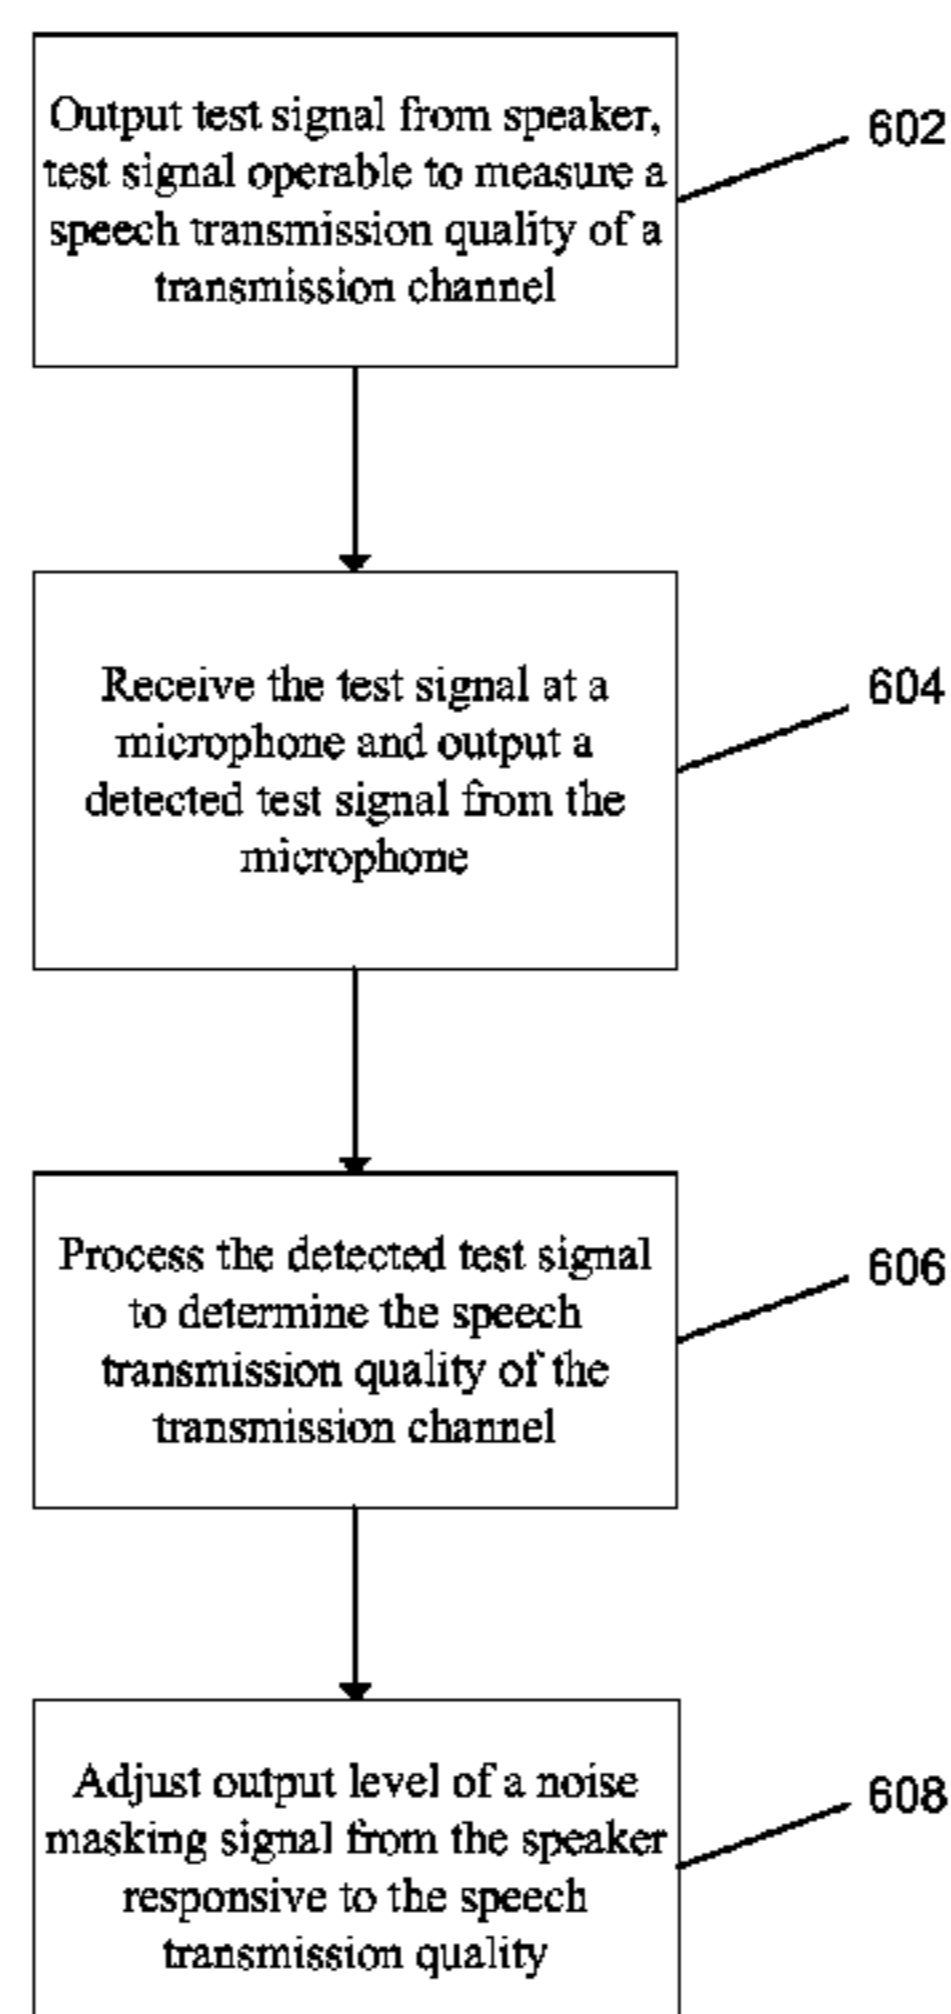 Output test signal from speaker,
test signal operable to measure a
speech transmission quality of a
transmission channel
602
Receive the test signal at a
microphone and output a
detected test signal from the
microphone
604
Process the detected test signal
to determine the speech
transmission quality of the
transmission channel
606
Adjust output level of a noise
masking signal from the speaker
responsive to the speech
transmission quality
608